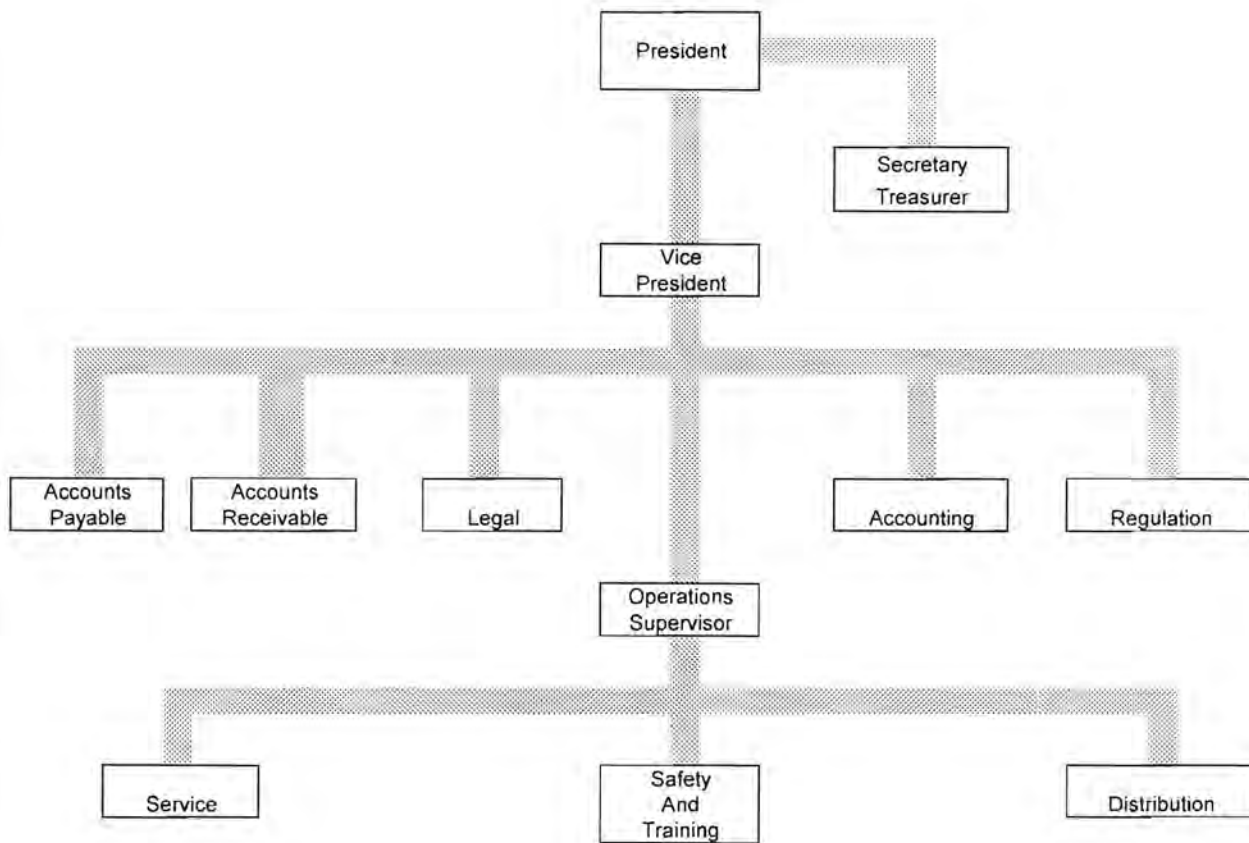 President
Secretary
Treasurer
Vice
President
Accounts
Payable
Accounts
Receivable
Legal
Accounting
Regulation
Operations
Supervisor
Service
Safety
And
Training
Distribution